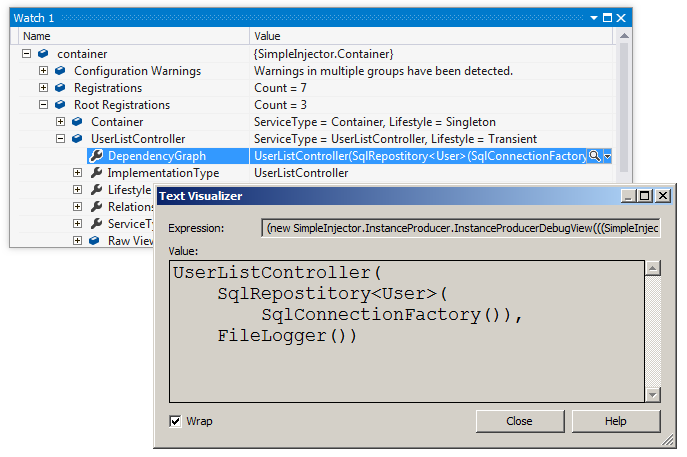 Watch 1
Name Value
container {SimpleInjector.Container}
Configuration Warnings Warnings in multiple groups have been detected.
Registrations Count = 7
Root Registrations Count = 3
Container ServiceType = Container, Lifestyle = Singleton
UserListController ServiceType = UserListController, Lifestyle = Transient
DependencyGraph UserListController(SqlRepostitory<User>(SqlConnectionFactory
ImplementationType UserListController
Lifestyle
Relations
ServiceTy
Raw View
Text Visualizer
Expression: (new SimpleInjector.InstanceProducer.InstanceProducerDebugView(((SimpleInjec
Value:
UserListController(
SqlRepostitory<User>(
SqlConnectionFactory()),
FileLogger())
Wrap Close Help